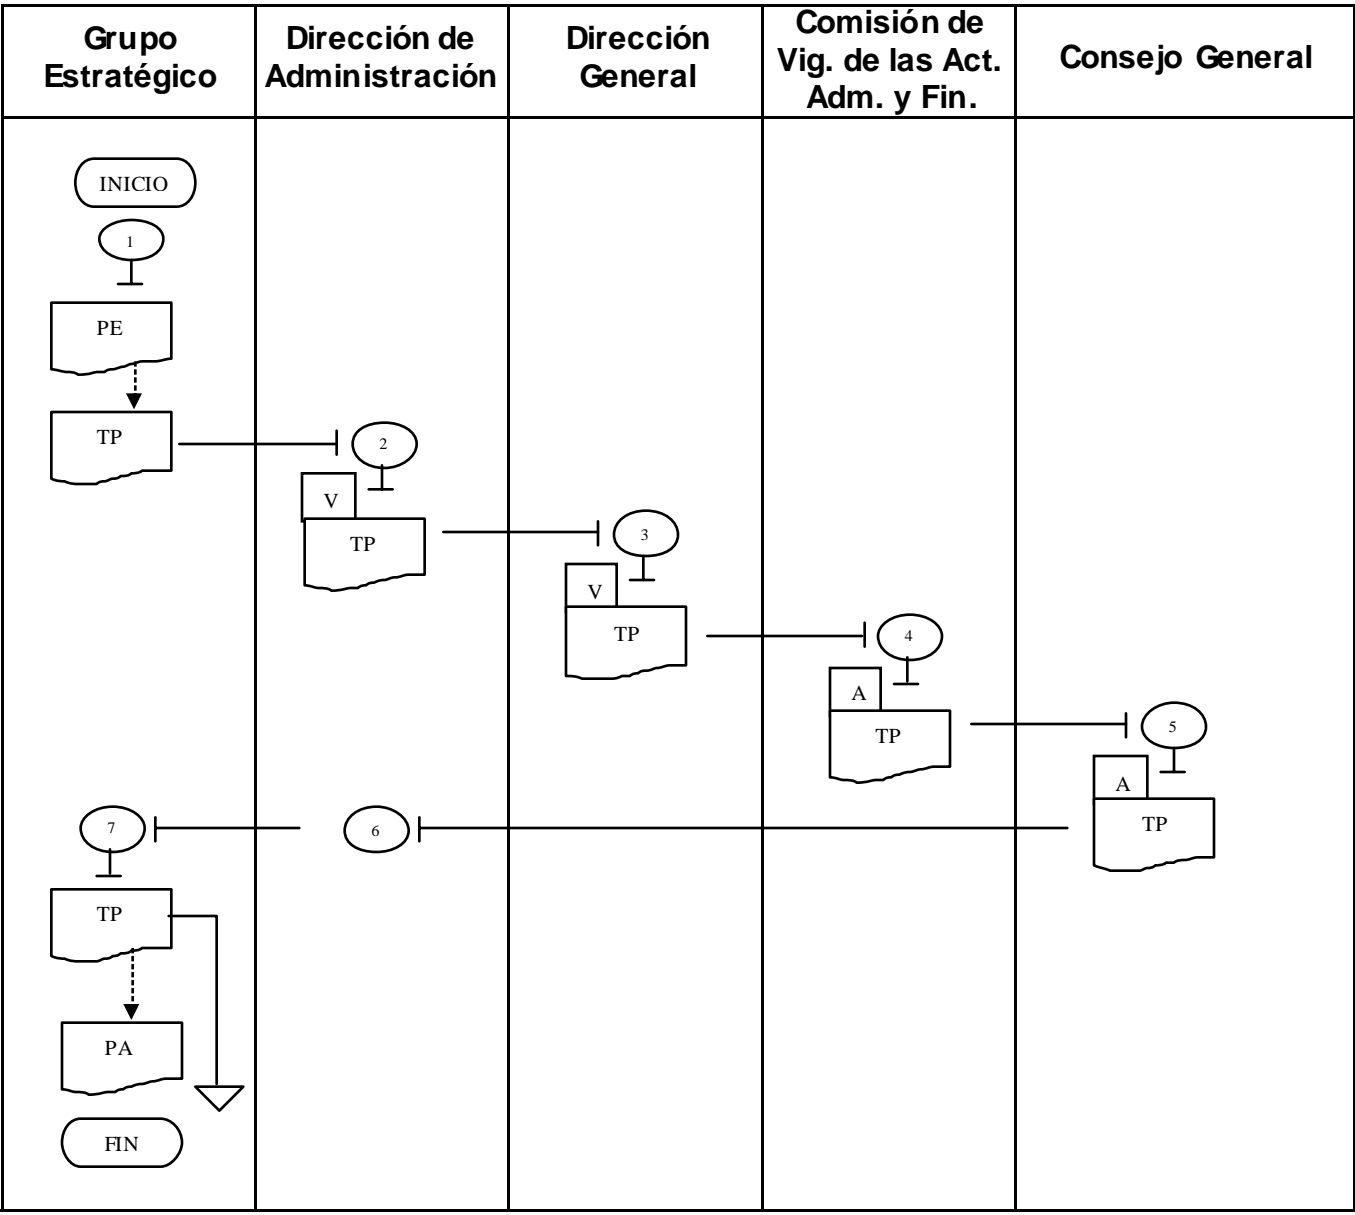 Grupo
Estratégico
Dirección de
Administración
Dirección
General
Comisión de
Vig. de las Act.
Adm. y Fin.
Consejo General
INICIO
1
PE
TP
2
V
TP
3
V
TP
4
A
TP
5
A
TP
7
6
TP
PA
FIN